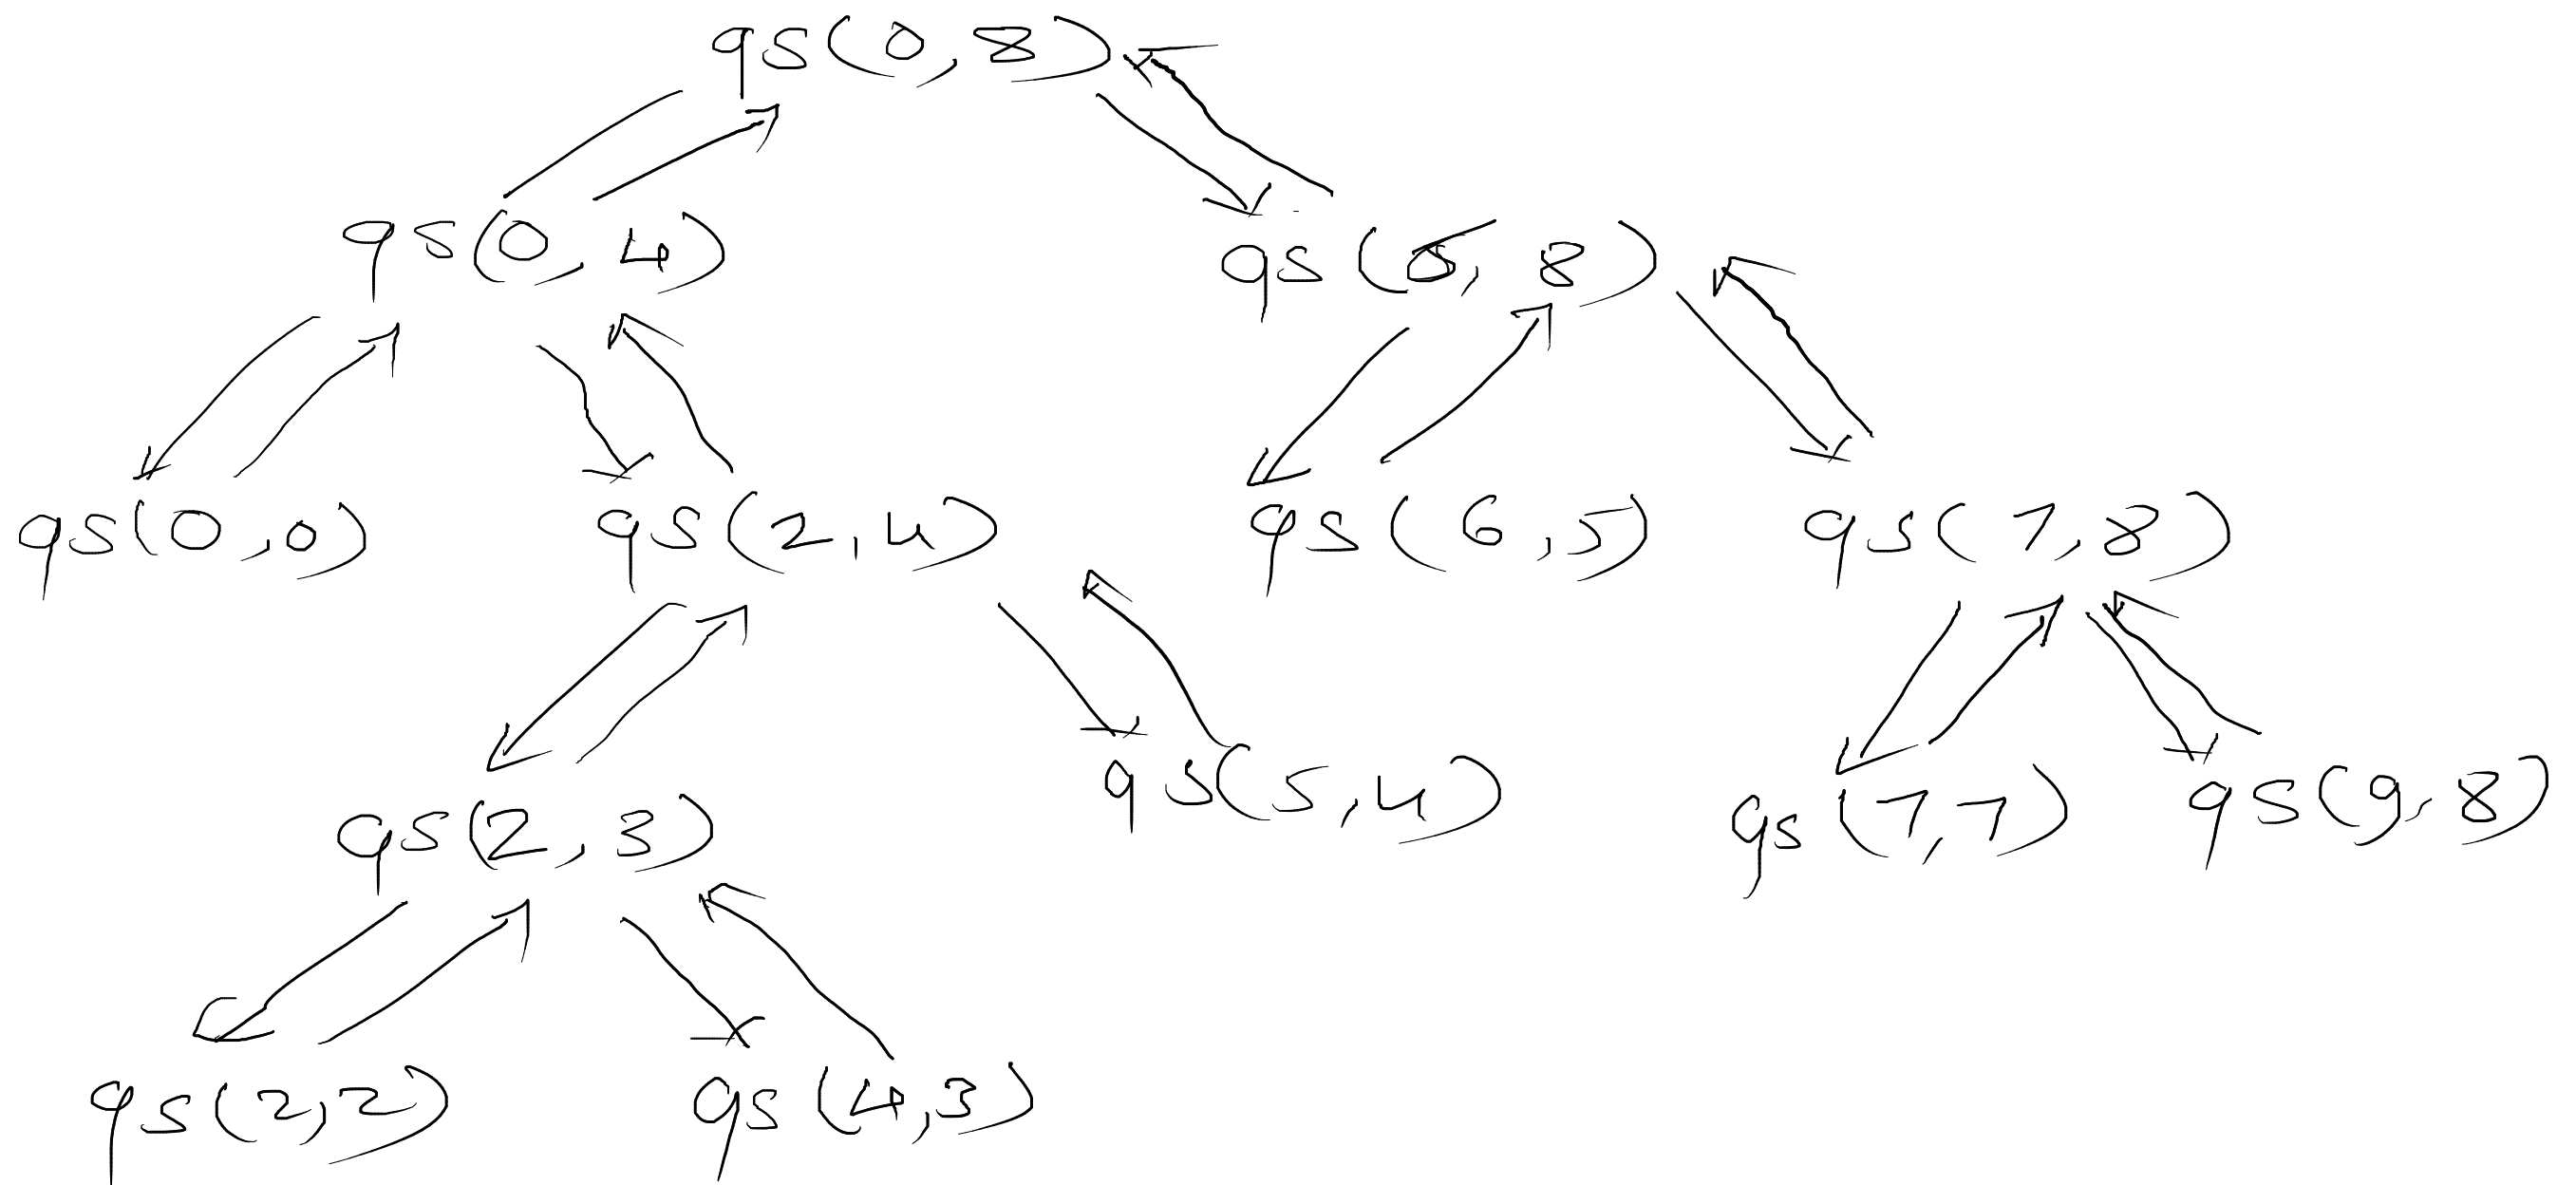 qs(0,8)
qs(0,4) qs(6,8)
qs(0,0) qs(2,4) qs(6,5) qs(7,8)
qs(2,3) qs(5,4) qs(7,7) qs(9,8)
qs(2,2) qs(4,3)